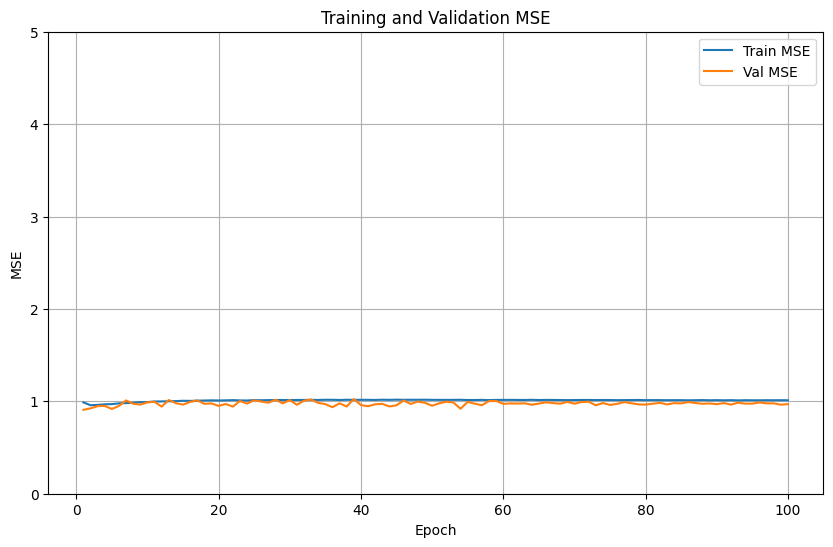 Training and Validation MSE
Train MSE
Val MSE
MSE
5
4
3
2
1
0
0 20 40 60 80 100
Epoch